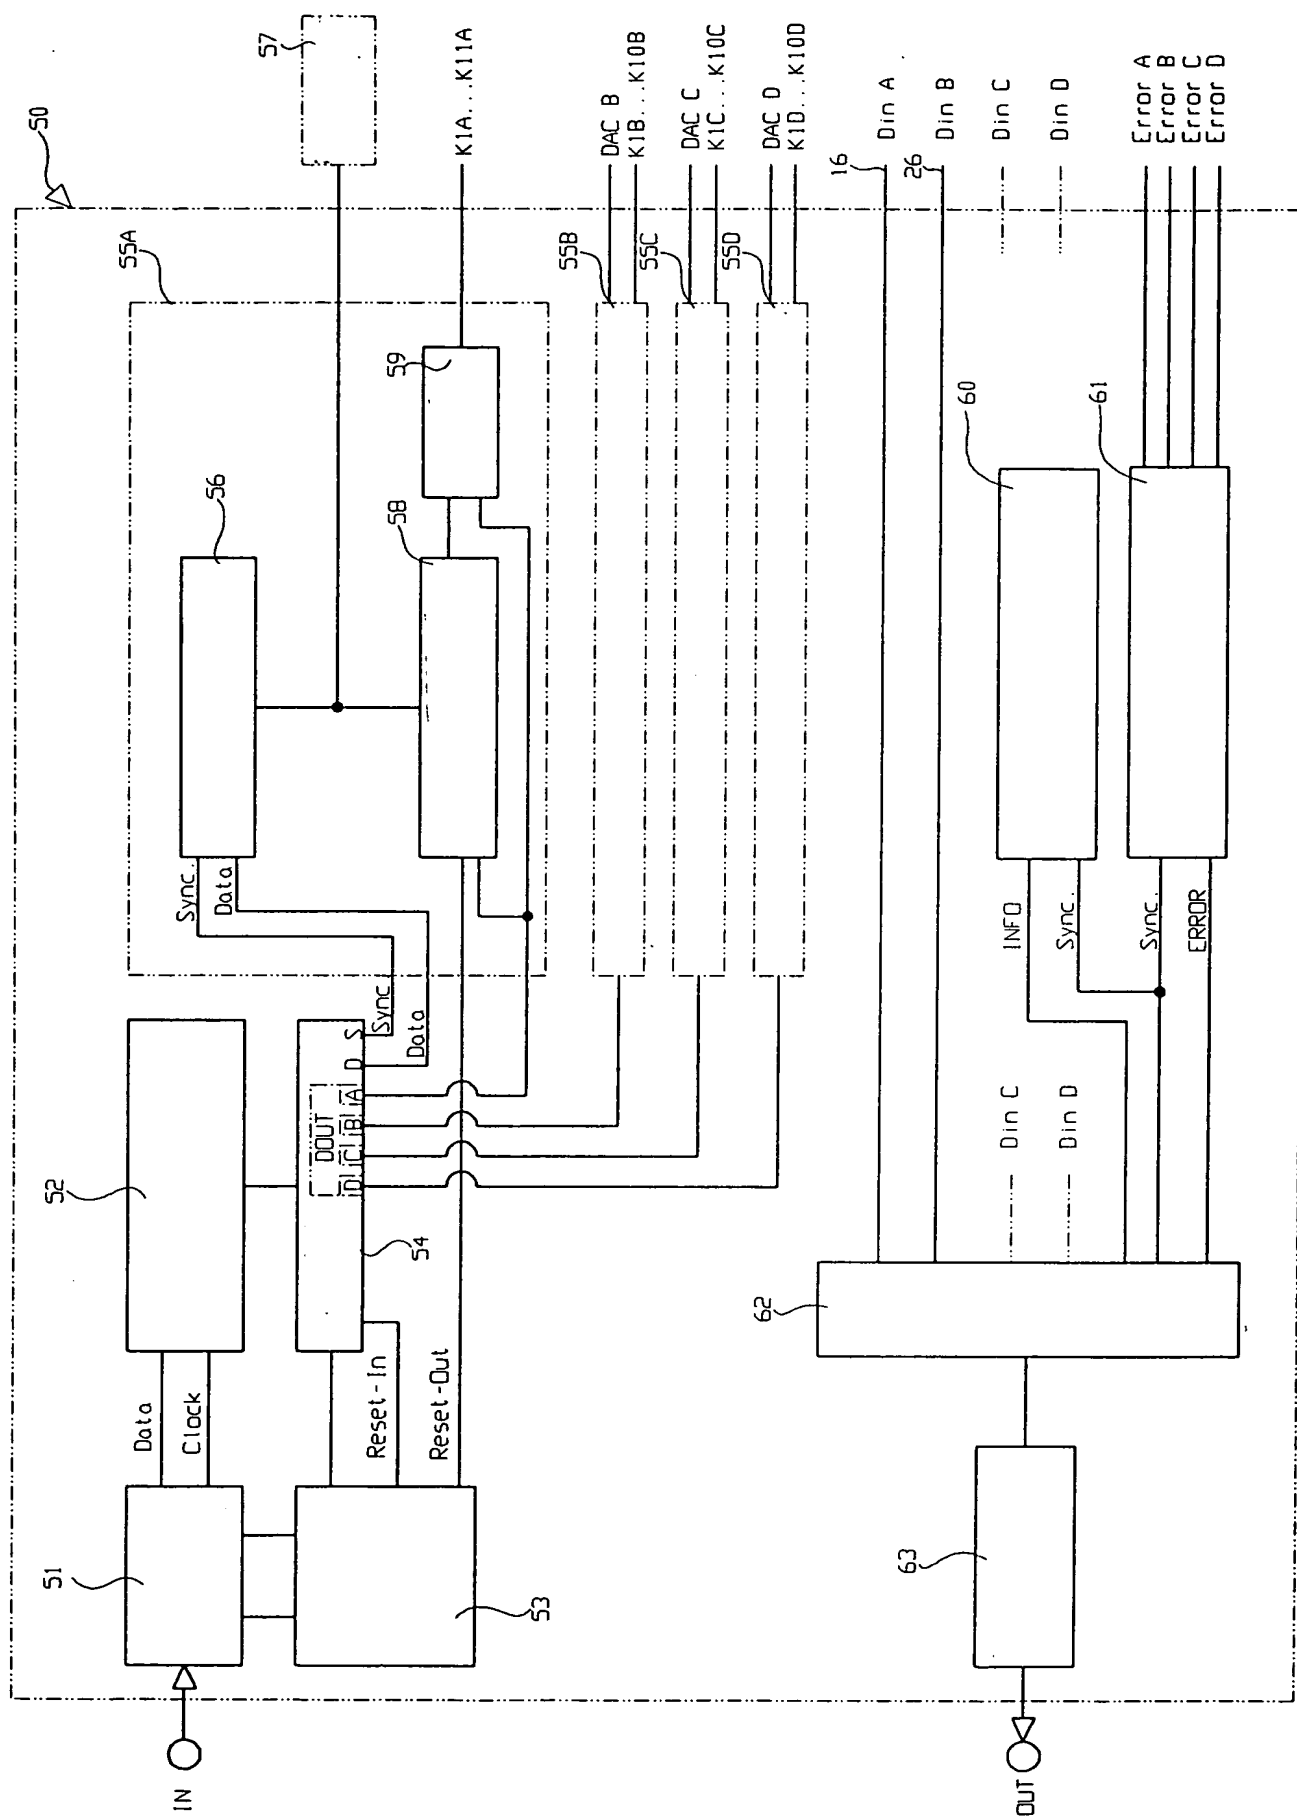 50
57
K1A...K11A
DAC B
K1B...K10B
DAC C
K1C...K10C
DAC D
K1D...K10D
16
Din A
26
Din B
Din C
Din D
Error A
Error B
Error C
Error D
55A
55B
55C
55D
56
58
59
60
61
Sync.
Data
Sync
Data
INFO
Sync.
Sync.
ERROR
52
S
D
DOUT
A
B
C
D
54
Din C
Din D
62
Data
Clock
Reset-In
Reset-Out
51
53
63
IN
OUT